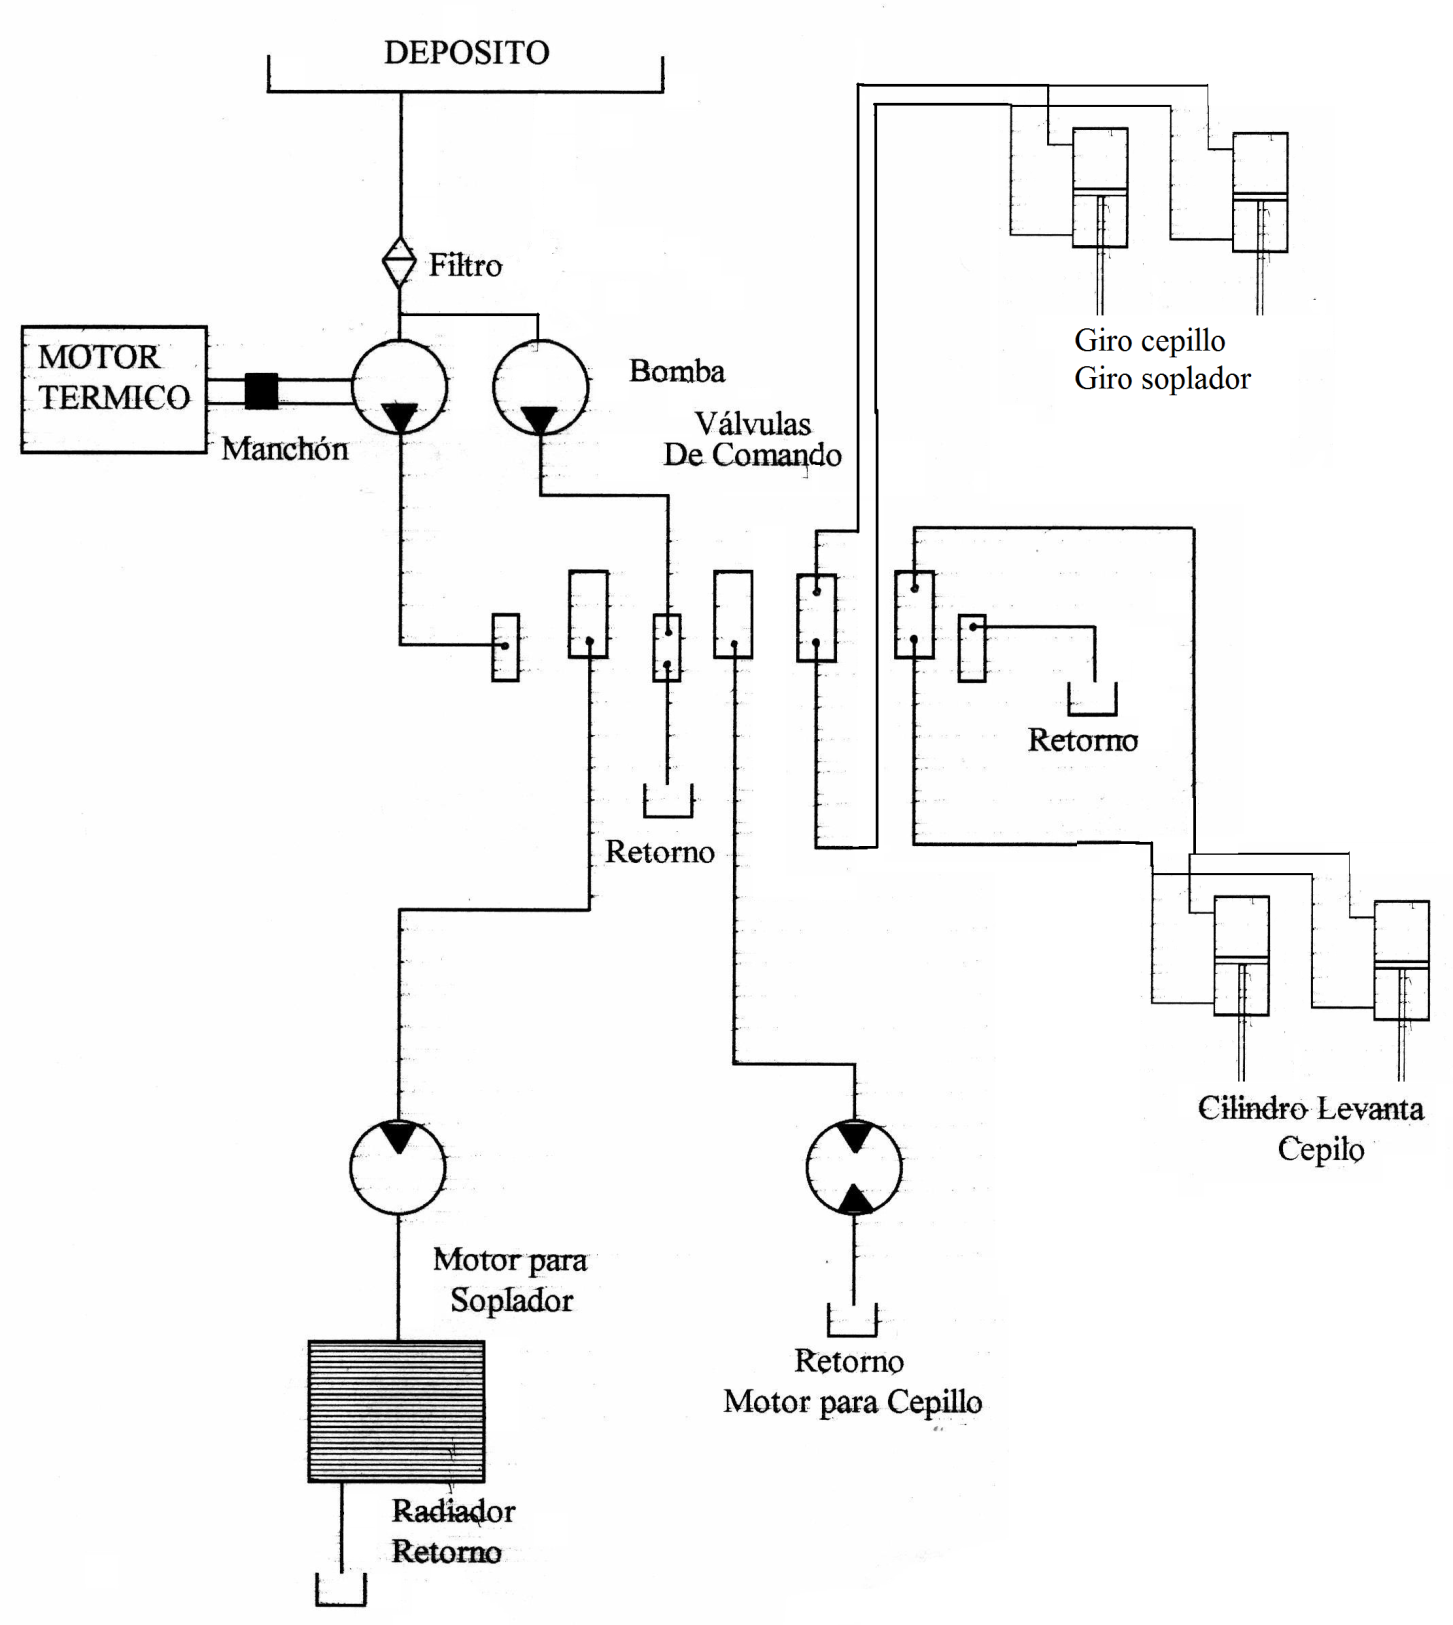 DEPOSITO
Filtro
MOTOR
TERMICO
Manchón
Bomba
Válvulas
De Comando
Giro cepillo
Giro soplador
Retorno
Retorno
Cilindro Levanta
Cepilo
Motor para
Soplador
Retorno
Motor para Cepillo
Radiador
Retorno